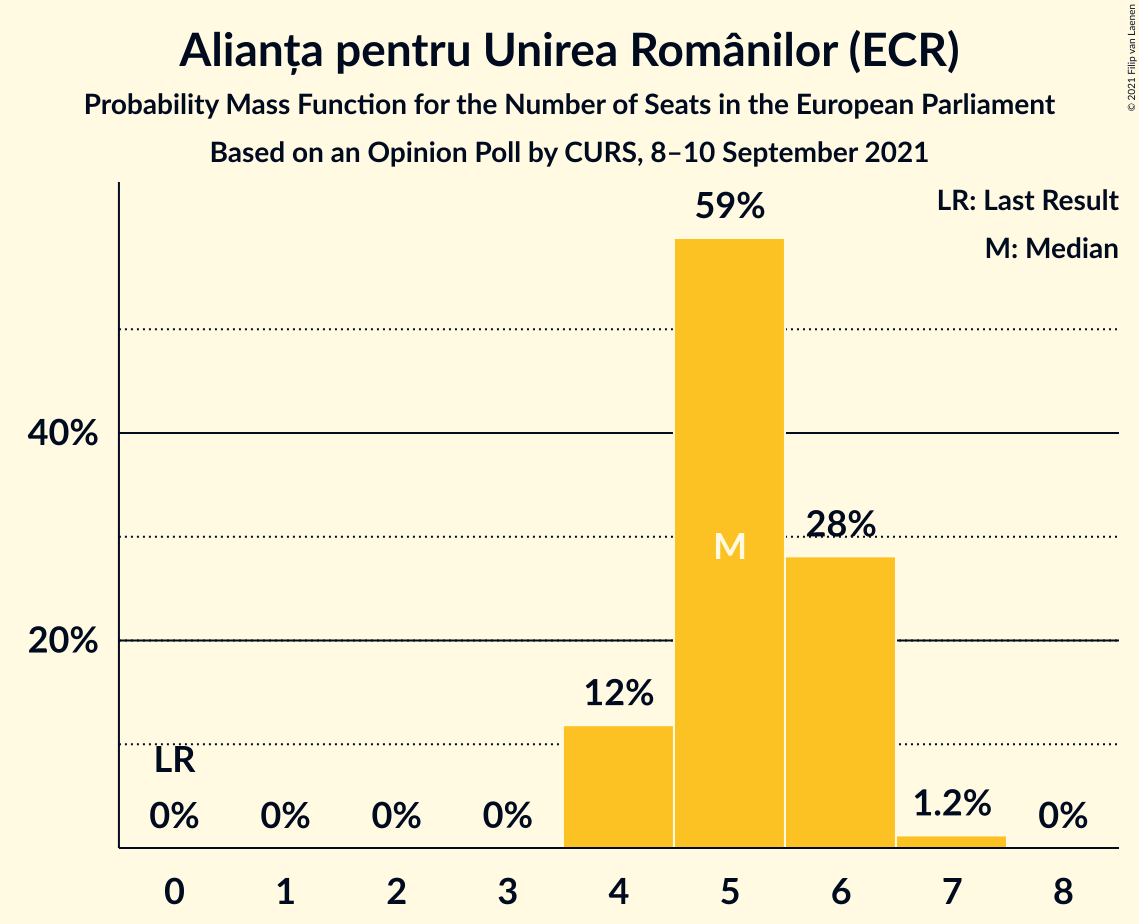 Alianța pentru Unirea Românilor (ECR)
Probability Mass Function for the Number of Seats in the European Parliament
Based on an Opinion Poll by CURS, 8–10 September 2021
© 2021 Filip van Laenen
LR: Last Result
M: Median
59%
40%
28%
M
20%
12%
LR
0% 0% 0% 0% 1.2% 0%
0 1 2 3 4 5 6 7 8